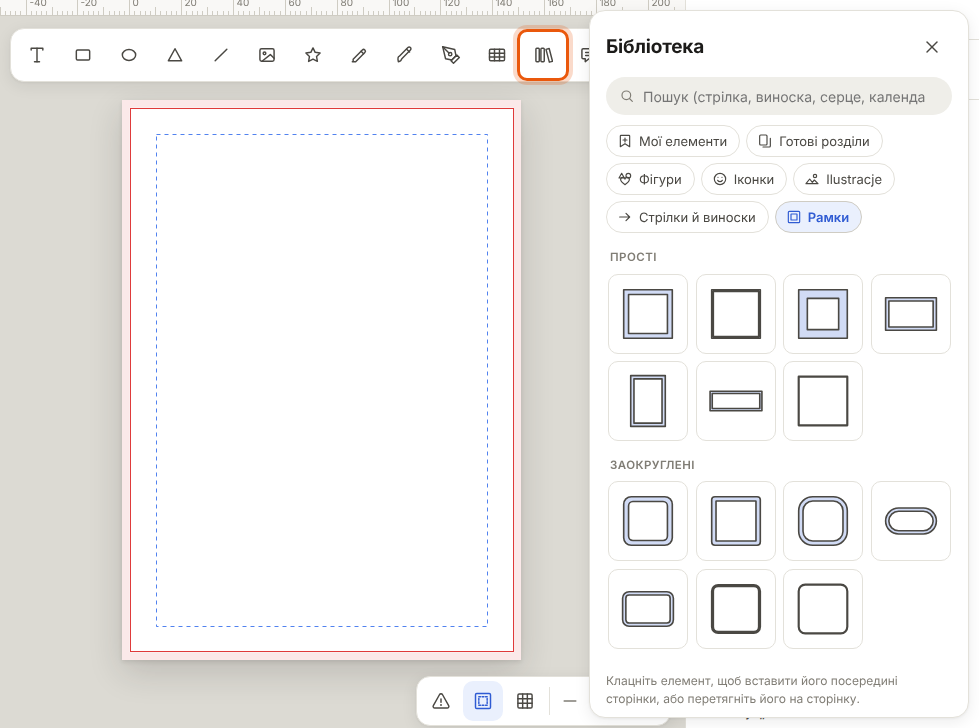 -40 -20 0 20 40 60 80 100 120 140 160 180 200
Бібліотека
Пошук (стрілка, виноска, серце, календа
Мої елементи Готові розділи
Фігури Іконки Ilustracje
Стрілки й виноски Рамки
ПРОСТІ
ЗАОКРУГЛЕНІ
Клацніть елемент, щоб вставити його посередині
сторінки, або перетягніть його на сторінку.